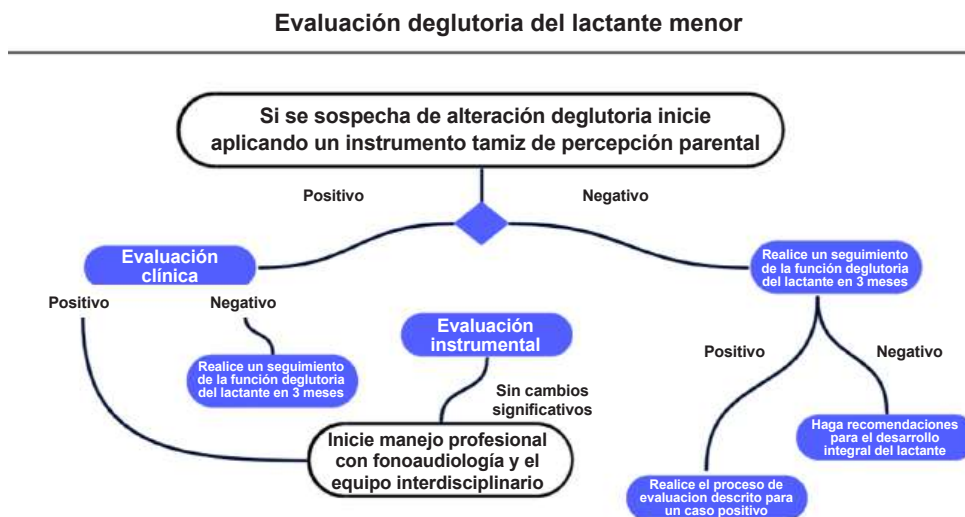 Evaluación deglutoria del lactante menor
Si se sospecha de alteración deglutoria inicie
aplicando un instrumento tamiz de percepción parental
Positivo
Negativo
Evaluación
clínica
Realice un seguimiento
de la función deglutoria
del lactante en 3 meses
Positivo
Negativo
Evaluación
instrumental
Positivo
Negativo
Realice un seguimiento
de la función deglutoria
del lactante en 3 meses
Sin cambios
significativos
Haga recomendaciones
para el desarrollo
integral del lactante
Inicie manejo profesional
con fonoaudiología y el
equipo interdisciplinario
Realice el proceso de
evaluacion descrito para
un caso positivo